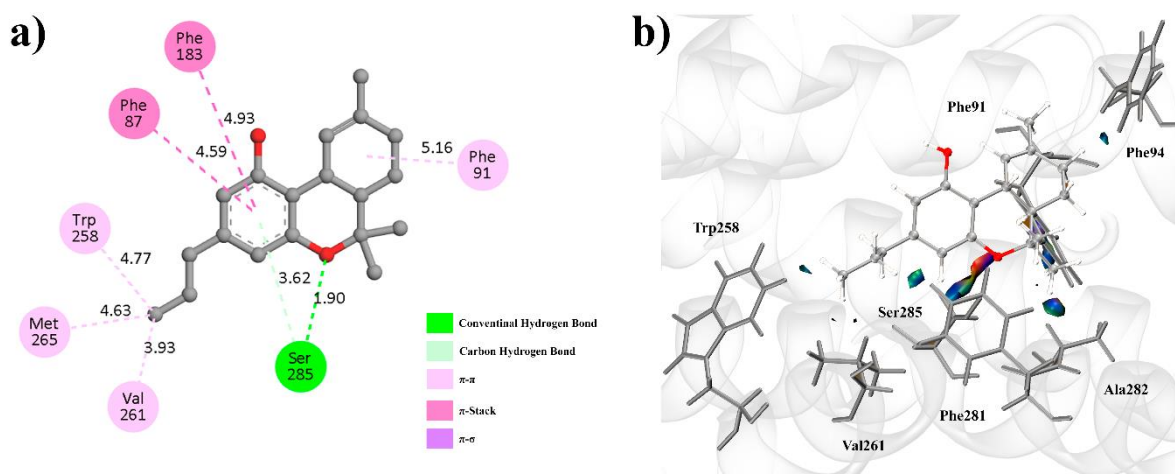 a)
Phe
183
Phe
87
4.93
4.59
5.16
Phe
91
Trp
258
4.77
4.63
Met
265
3.93
Val
261
3.62
1.90
Ser
285
Conventinal Hydrogen Bond
Carbon Hydrogen Bond
π-π
π-Stack
π-σ
b)
Phe91
Phe94
Trp258
Ser285
Ala282
Phe281
Val261